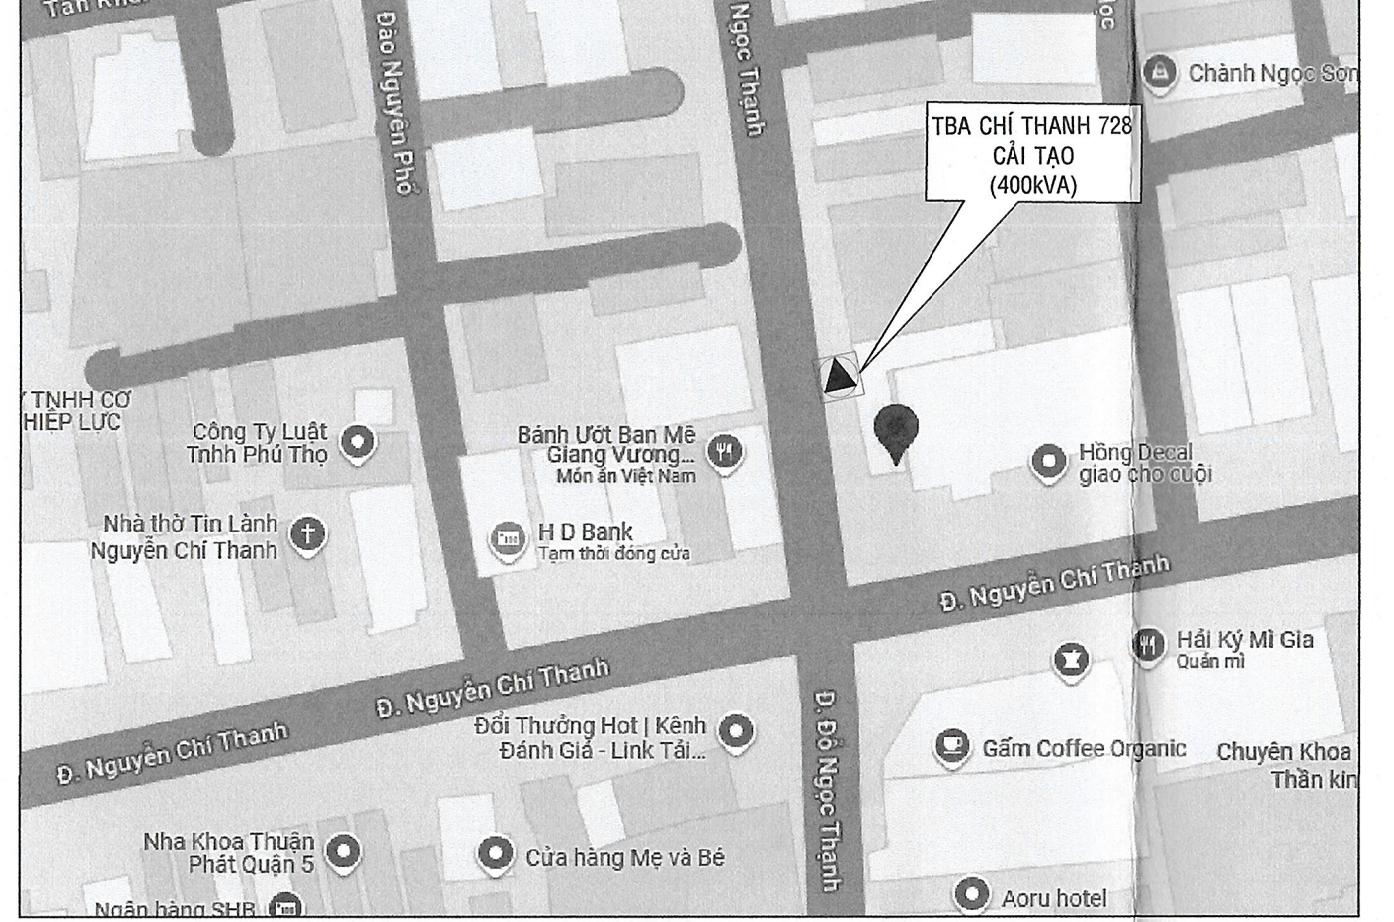 Tân Kha
Đào Nguyên Phổ
Ngọc Thạnh
ọc
Chành Ngọc Sơn
TBA CHÍ THANH 728
CẢI TẠO
(400kVA)
TNHH CƠ
HIỆP LỰC
Công Ty Luật
Tnhh Phú Thọ
Bánh Ướt Ban Mê
Giang Vương...
Món ăn Việt Nam
Hồng Decal
giao cho cuội
Nhà thờ Tin Lành
Nguyễn Chí Thanh
H D Bank
Tạm thời đóng cửa
Đ. Nguyễn Chí Thanh
Hải Ký Mì Gia
Quán mì
Đ. Nguyễn Chí Thanh
Đ. Nguyễn Chí Thanh
Đ. Đỗ Ngọc Thạnh
Đổi Thưởng Hot | Kênh
Đánh Giá - Link Tải...
Gấm Coffee Organic
Chuyên Khoa
Thần kin
Nha Khoa Thuận
Phát Quận 5
Cửa hàng Mẹ và Bé
Aoru hotel
Ngân hàng SHB